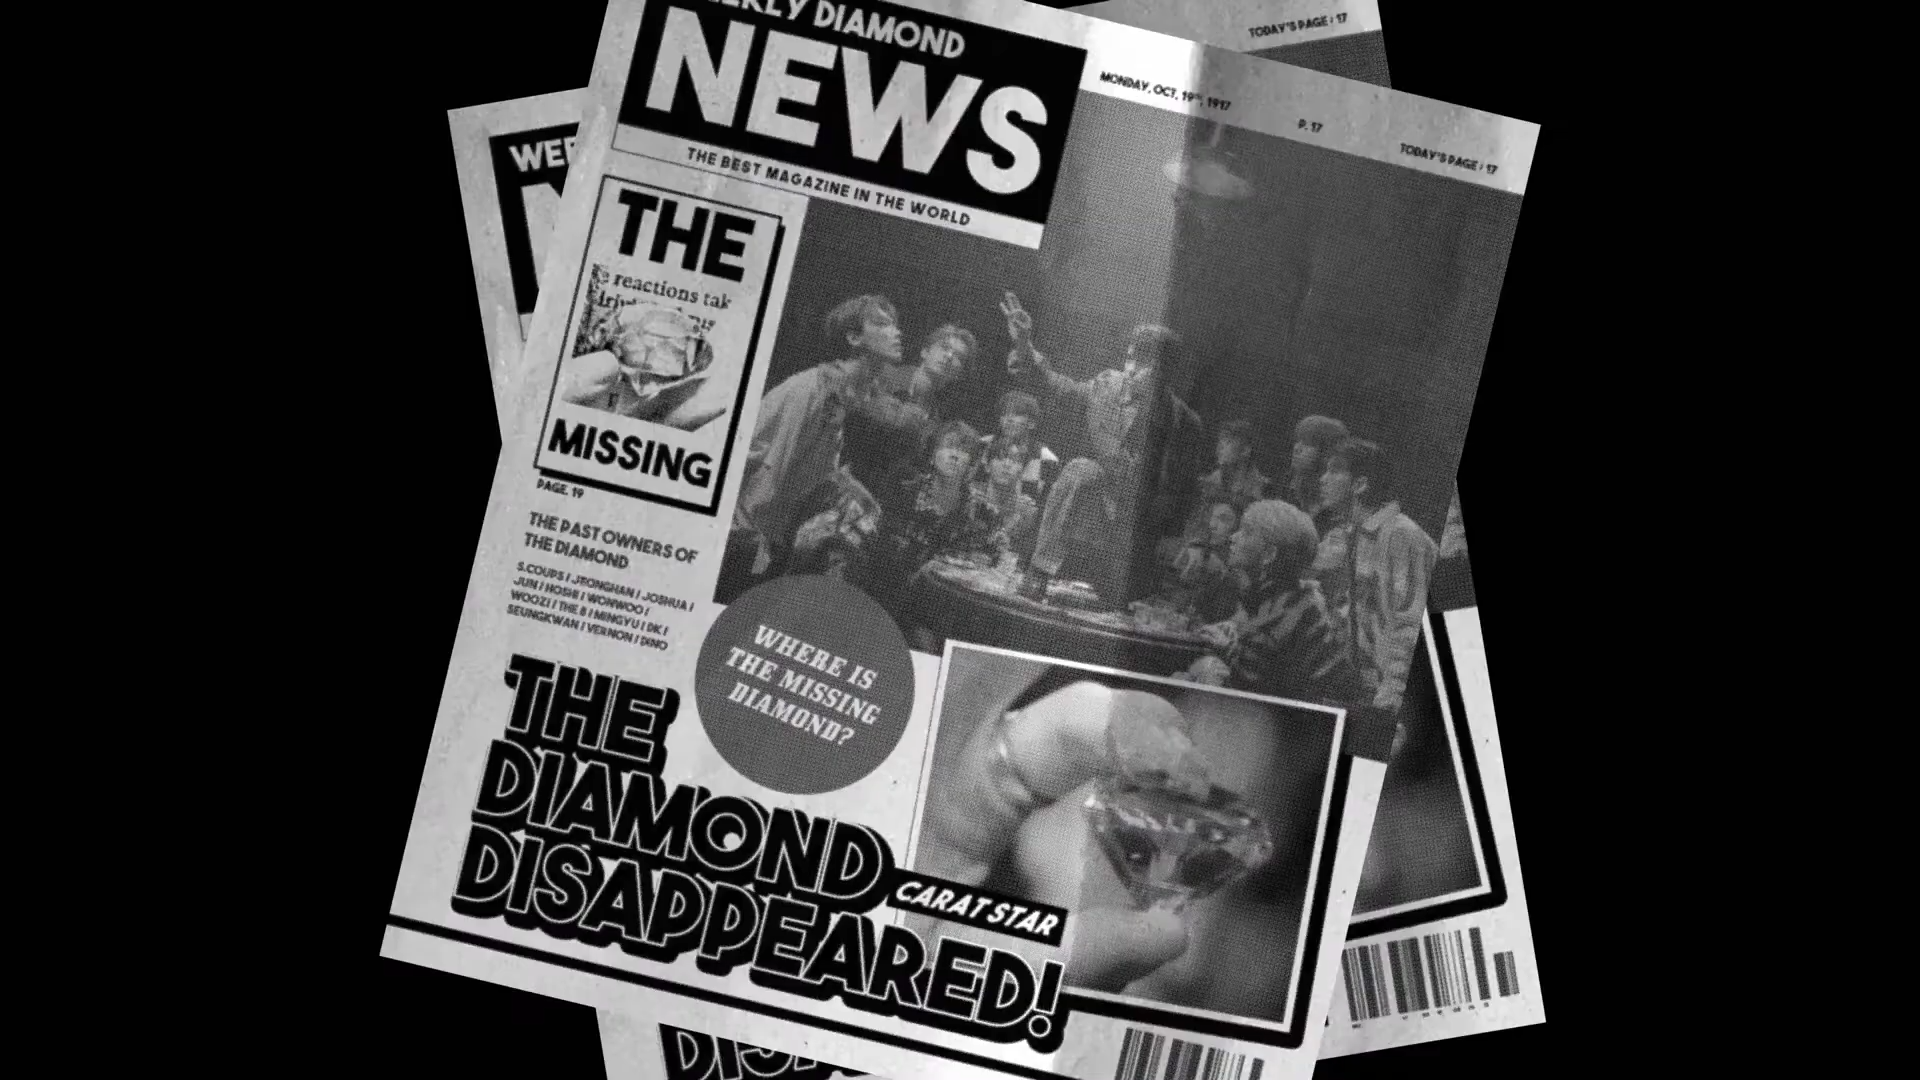 DIAMOND
NEWS
THE BEST MAGAZINE IN THE WORLD
MONDAY, OCT, 19th, 1917
P. 17
TODAY'S PAGE : 17
TODAY'S PAGE : 17
THE
reactions tak
MISSING
PAGE. 19
THE PAST OWNERS OF
THE DIAMOND
S.COUPS / JEONGHAN / JOSHUA /
JUN / HOSHI / WONWOO /
WOOZI / THE 8 / MINGYU / DK /
SEUNGKWAN / VERNON / DINO
WHERE IS
THE MISSING
DIAMOND?
THE
DIAMOND
DISAPPEARED!
CARAT STAR